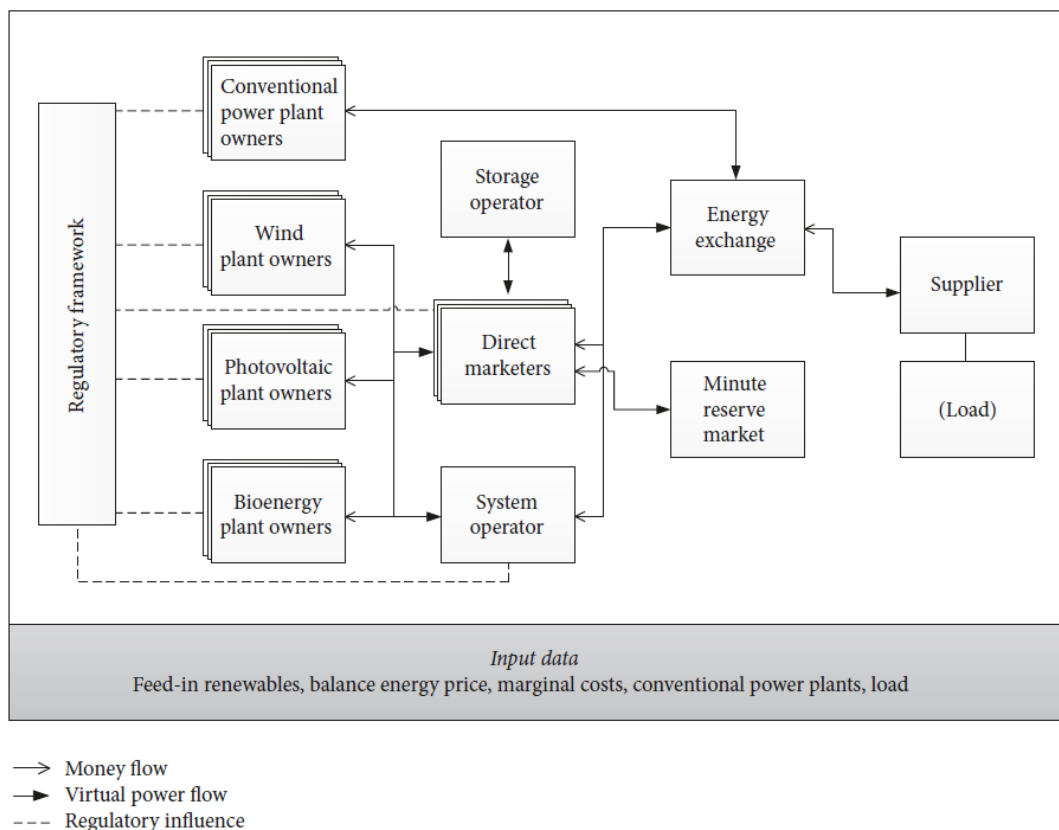 Regulatory framework
Conventional
power plant
owners
Wind
plant owners
Photovoltaic
plant owners
Bioenergy
plant owners
Storage
operator
Direct
marketers
System
operator
Energy
exchange
Minute
reserve
market
Supplier
(Load)
Input data
Feed-in renewables, balance energy price, marginal costs, conventional power plants, load
Money flow
Virtual power flow
Regulatory influence